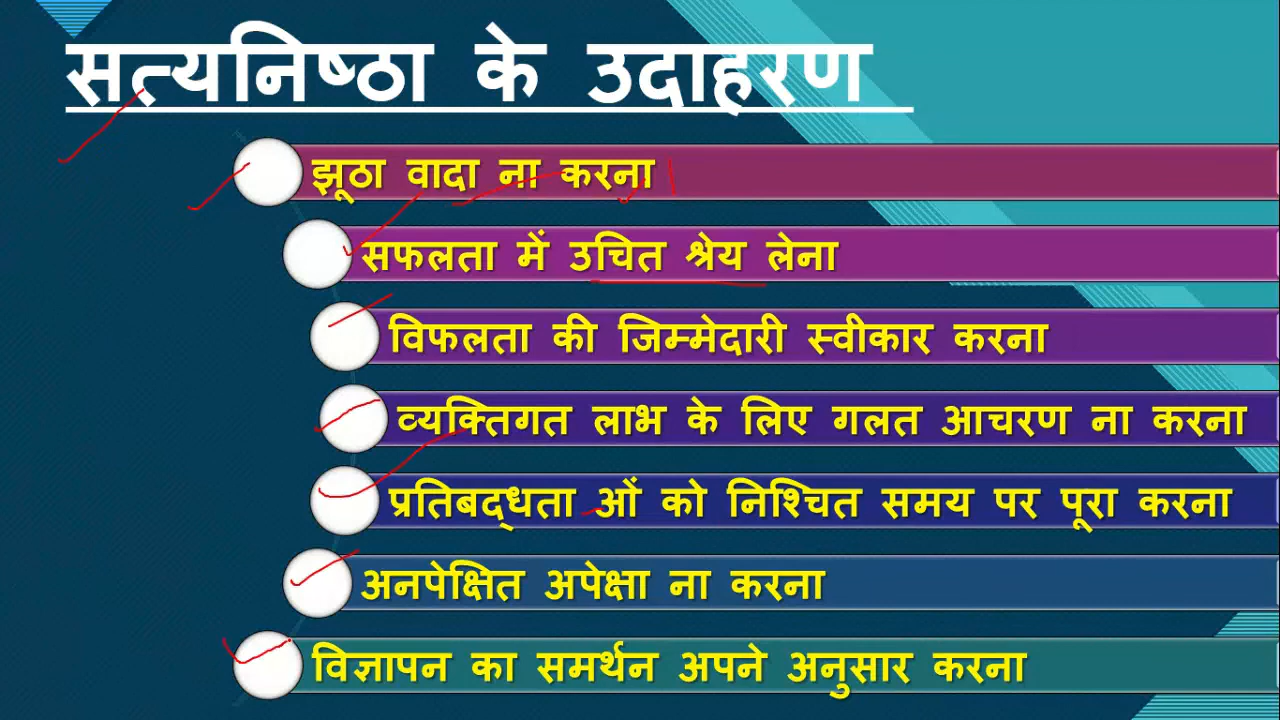 सत्यनिष्ठा के उदाहरण
झूठा वादा ना करना
सफलता में उचित श्रेय लेना
विफलता की जिम्मेदारी स्वीकार करना
व्यक्तिगत लाभ के लिए गलत आचरण ना करना
प्रतिबद्धता ओं को निश्चित समय पर पूरा करना
अनपेक्षित अपेक्षा ना करना
विज्ञापन का समर्थन अपने अनुसार करना